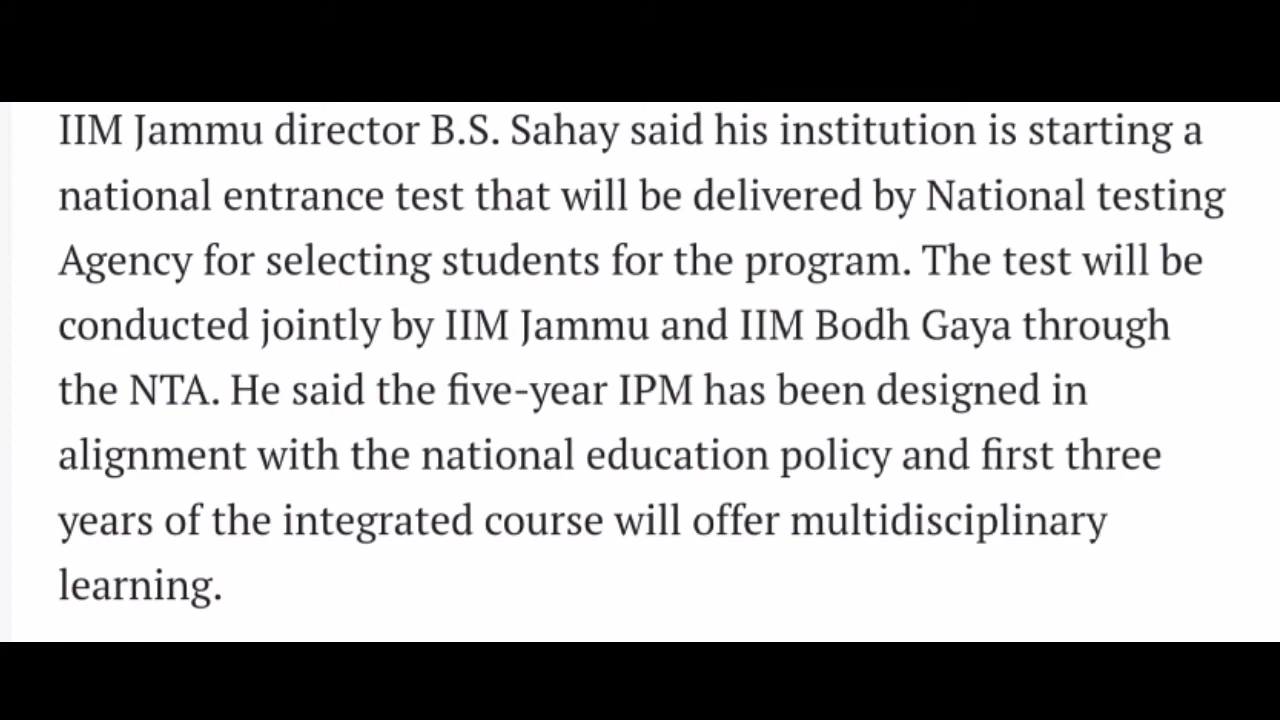 IIM Jammu director B.S. Sahay said his institution is starting a
national entrance test that will be delivered by National testing
Agency for selecting students for the program. The test will be
conducted jointly by IIM Jammu and IIM Bodh Gaya through
the NTA. He said the five-year IPM has been designed in
alignment with the national education policy and first three
years of the integrated course will offer multidisciplinary
learning.